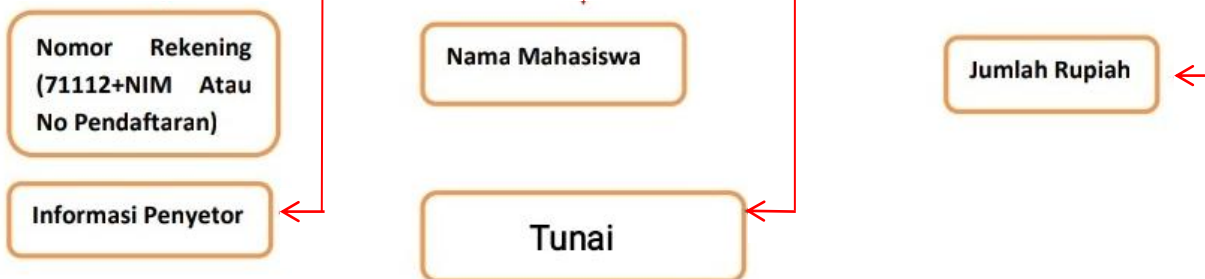 Nomor Rekening
(71112+NIM Atau
No Pendaftaran)
Nama Mahasiswa
Jumlah Rupiah
Informasi Penyetor
Tunai